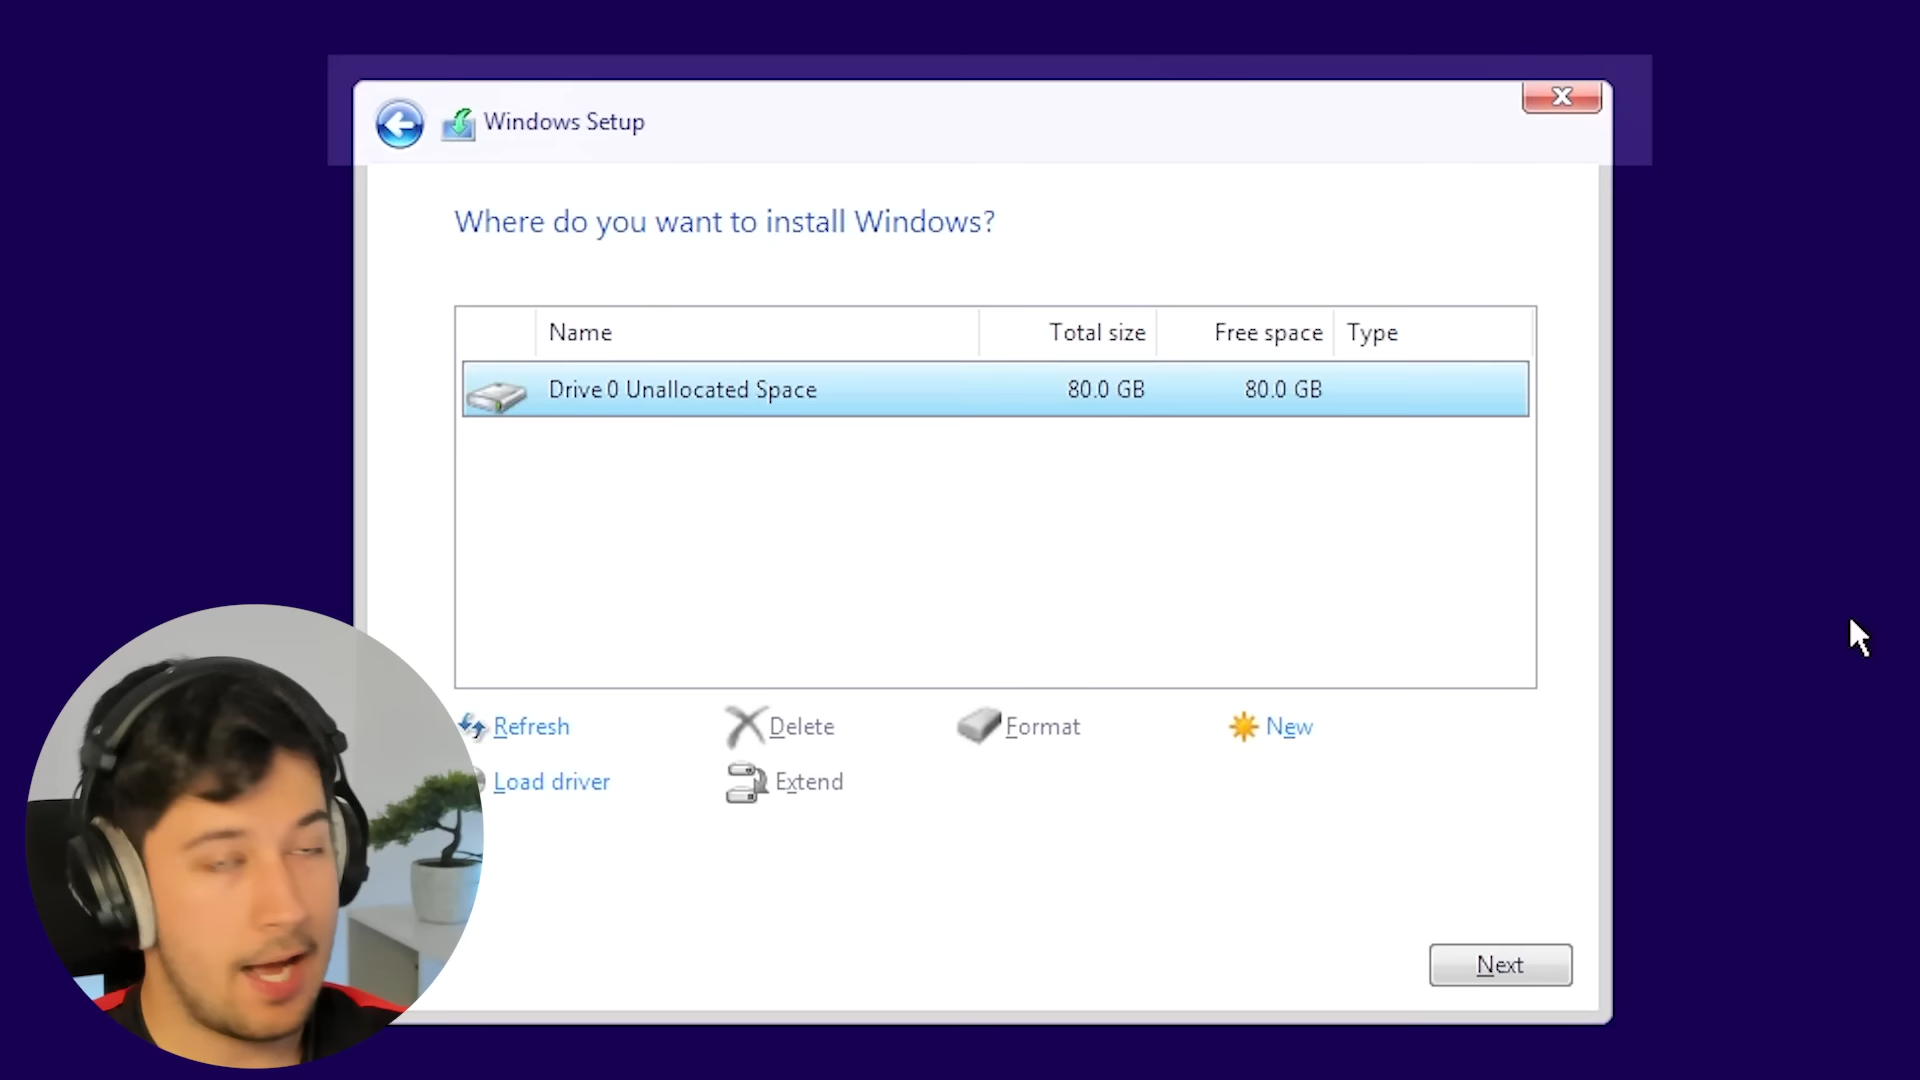 Windows Setup
Where do you want to install Windows?
Name Total size Free space Type
Drive 0 Unallocated Space 80.0 GB 80.0 GB
Refresh Delete Format New
Load driver Extend
Next